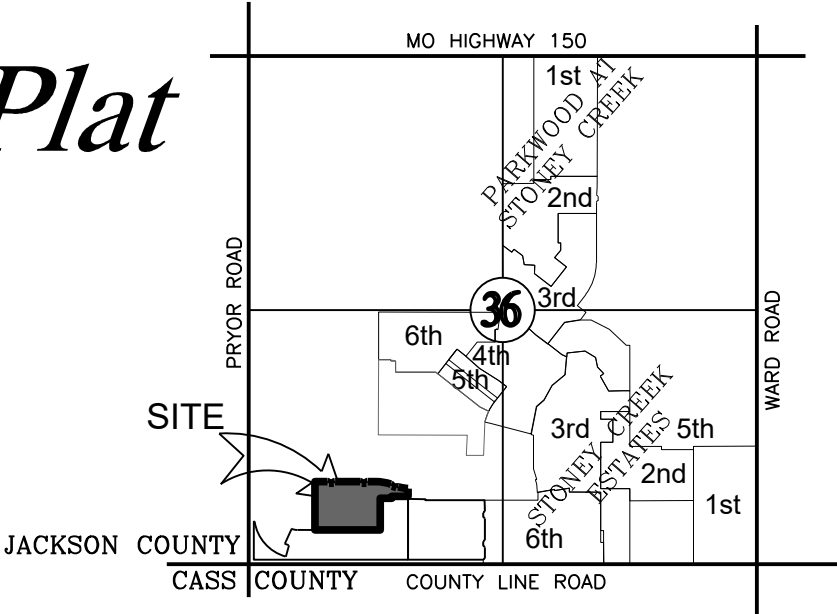 Plat
MO HIGHWAY 150
1st
PARKWOOD AT
STONEY CREEK
2nd
PRYOR ROAD
36
3rd
WARD ROAD
6th
4th
5th
SITE
3rd
5th
STONEY CREEK
ESTATES
2nd
1st
6th
JACKSON COUNTY
CASS COUNTY
COUNTY LINE ROAD